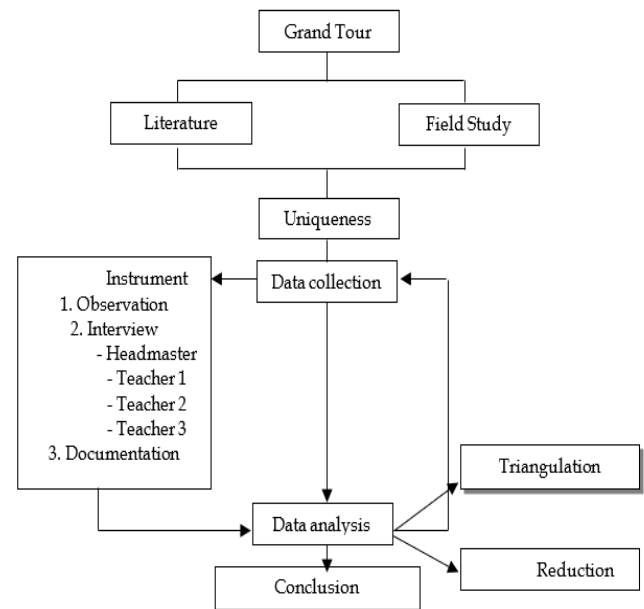 Grand Tour
Literature
Field Study
Uniqueness
Data collection
Instrument
1. Observation
2. Interview
- Headmaster
- Teacher 1
- Teacher 2
- Teacher 3
3. Documentation
Triangulation
Data analysis
Reduction
Conclusion